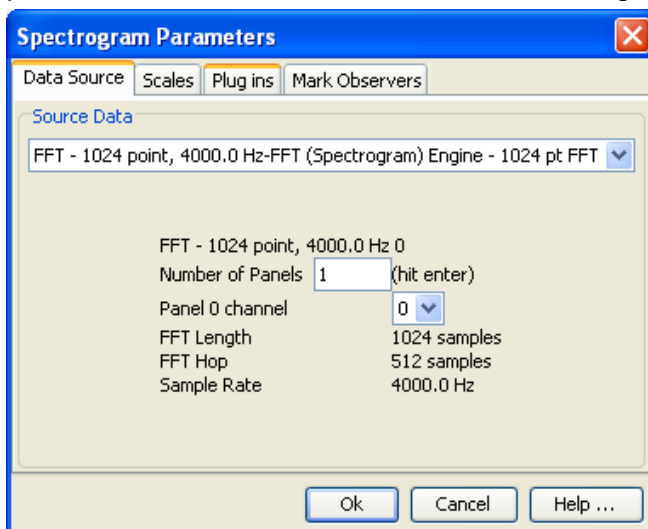 Spectrogram Parameters
Data Source Scales Plug ins Mark Observers
Source Data
FFT - 1024 point, 4000.0 Hz-FFT (Spectrogram) Engine - 1024 pt FFT
FFT - 1024 point, 4000.0 Hz 0
Number of Panels 1 (hit enter)
Panel 0 channel 0
FFT Length 1024 samples
FFT Hop 512 samples
Sample Rate 4000.0 Hz
Ok Cancel Help ...